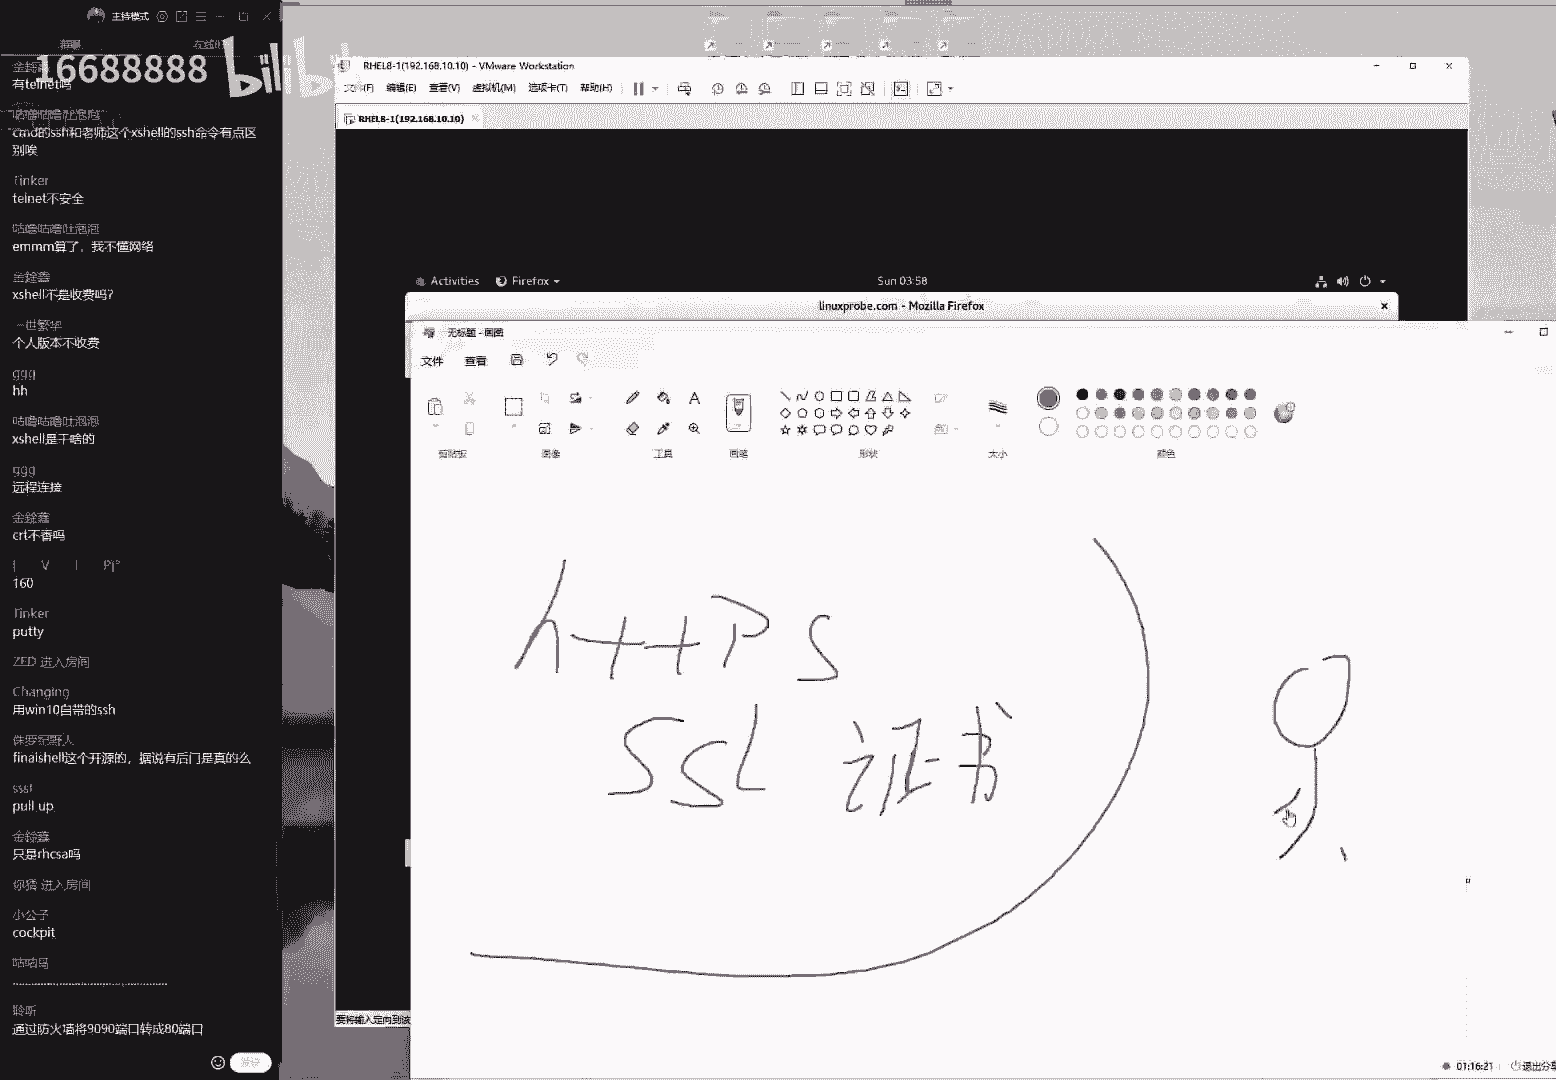 主持模式
16688888 bilibili
有telnet吗
咕噜咕噜吐泡泡
cmd的ssh和老师这个xshell的ssh命令有点区
别唉
Tinker
telnet不安全
咕噜咕噜吐泡泡
emmm算了，我不懂网络
金鋡鑫
xshell不是收费吗?
一世繁华
个人版本不收费
ggg
hh
咕噜咕噜吐泡泡
xshell是干啥的
ggg
远程连接
crt不香吗
160
Tinker
putty
ZED 进入房间
Changing
用win10自带的ssh
侏罗纪野人
finaishell这个开源的，据说有后门是真的么
sssf
pull up
只是rhcsa吗
你猜 进入房间
小公子
cockpit
咕咕鸟
聆听
通过防火墙将9090端口转成80端口
RHEL8-1(192.168.10.10) - VMware Workstation
文件(F) 编辑(E) 查看(V) 虚拟机(M) 选项卡(T) 帮助(H)
RHEL8-1(192.168.10.10)
Activities Firefox Sun 03:58
linuxprobe.com - Mozilla Firefox
无标题 - 画图
文件 查看
剪贴板 图像 工具 画笔 形状 大小 颜色
h++PS
SSL 证书
要将输入定向到该
01:16:21 退出分享